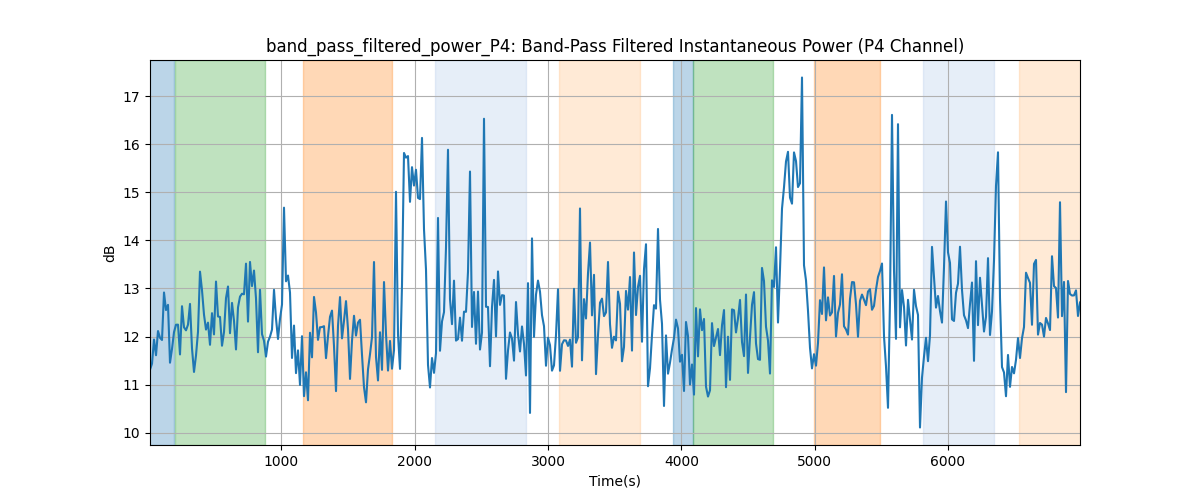 band_pass_filtered_power_P4: Band-Pass Filtered Instantaneous Power (P4 Channel)
17
16
15
14
13
12
11
10
dB
1000 2000 3000 4000 5000 6000
Time(s)